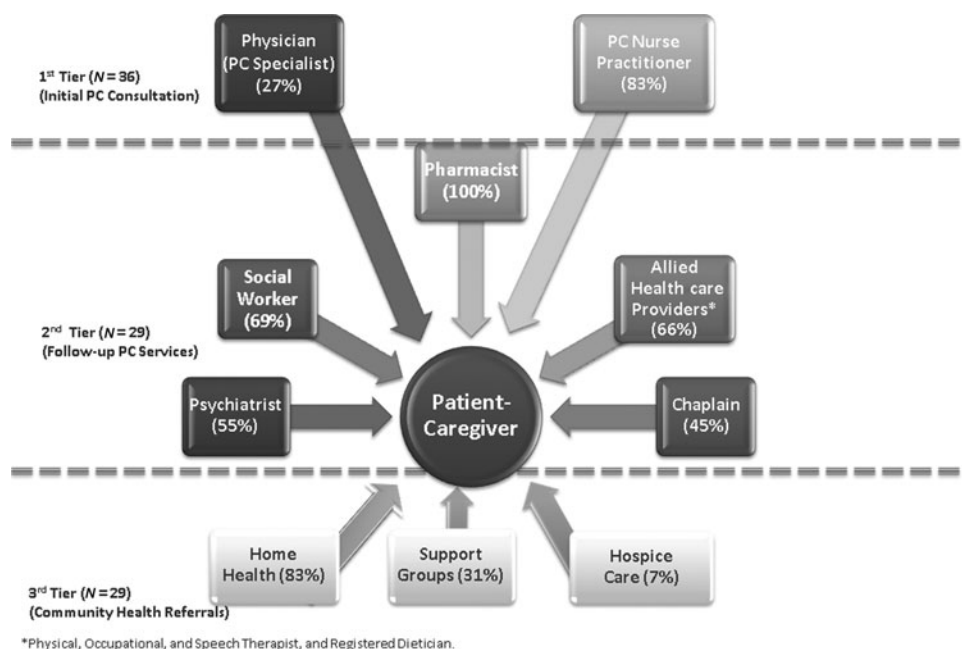 Physician
(PC Specialist)
(27%)
PC Nurse
Practitioner
(83%)
1st Tier (N = 36)
(Initial PC Consultation)
Pharmacist
(100%)
Social
Worker
(69%)
Allied
Health care
Providers*
(66%)
2nd Tier (N = 29)
(Follow-up PC Services)
Psychiatrist
(55%)
Patient-
Caregiver
Chaplain
(45%)
Home
Health (83%)
Support
Groups (31%)
Hospice
Care (7%)
3rd Tier (N = 29)
(Community Health Referrals)
*Physical, Occupational, and Speech Therapist, and Registered Dietician.